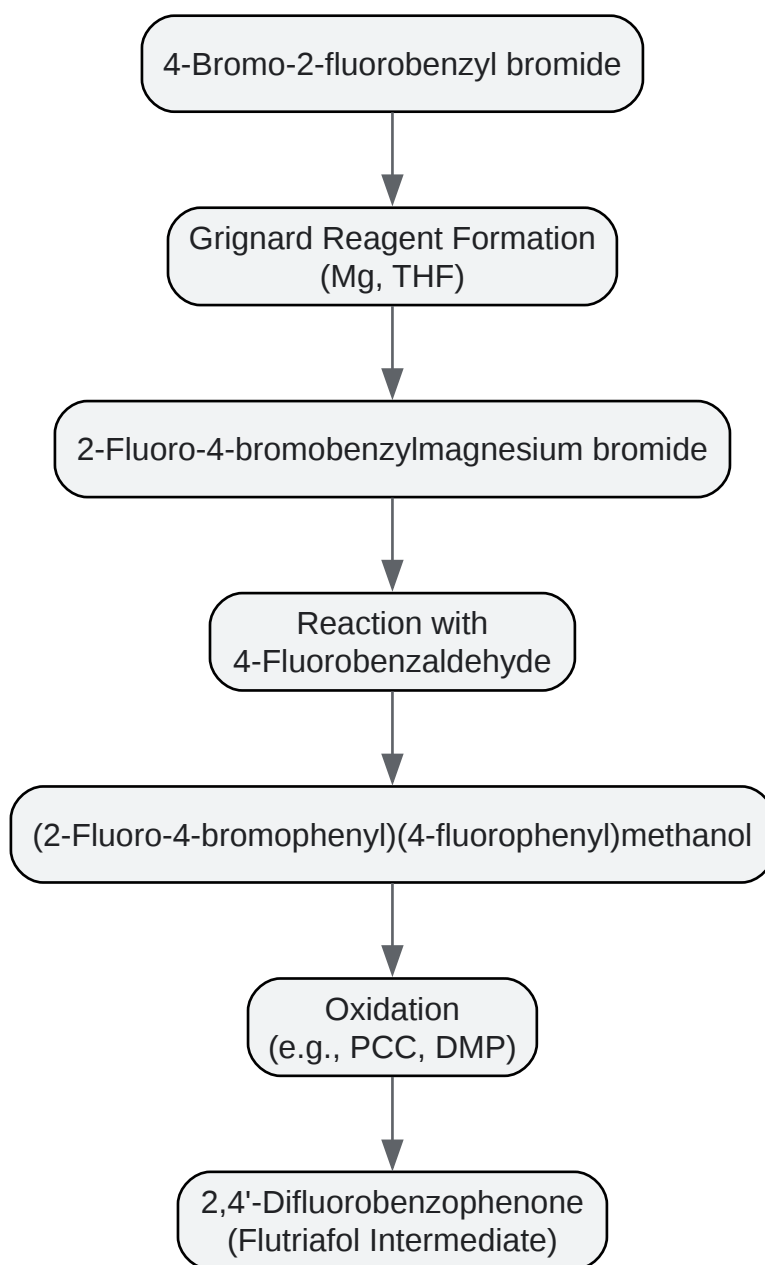 4-Bromo-2-fluorobenzyl bromide
Grignard Reagent Formation
(Mg, THF)
2-Fluoro-4-bromobenzylmagnesium bromide
Reaction with
4-Fluorobenzaldehyde
(2-Fluoro-4-bromophenyl)(4-fluorophenyl)methanol
Oxidation
(e.g., PCC, DMP)
2,4'-Difluorobenzophenone
(Flutriafol Intermediate)